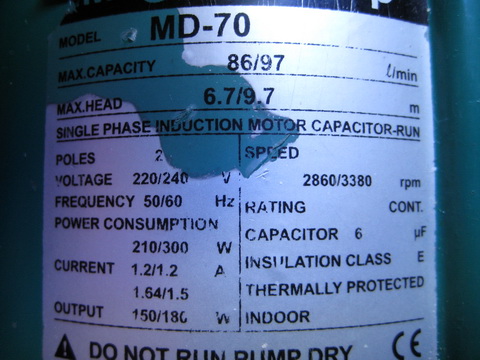 MODEL MD-70
MAX.CAPACITY 86/97 l/min
MAX.HEAD 6.7/9.7 m
SINGLE PHASE INDUCTION MOTOR CAPACITOR-RUN
POLES 2
SPEED
VOLTAGE 220/240 V
2860/3380 rpm
FREQUENCY 50/60 Hz
RATING CONT.
POWER CONSUMPTION
210/300 W
CAPACITOR 6 μF
CURRENT 1.2/1.2 A
INSULATION CLASS E
1.64/1.5
THERMALLY PROTECTED
OUTPUT 150/180 W
INDOOR
DO NOT RUN PUMP DRY CE